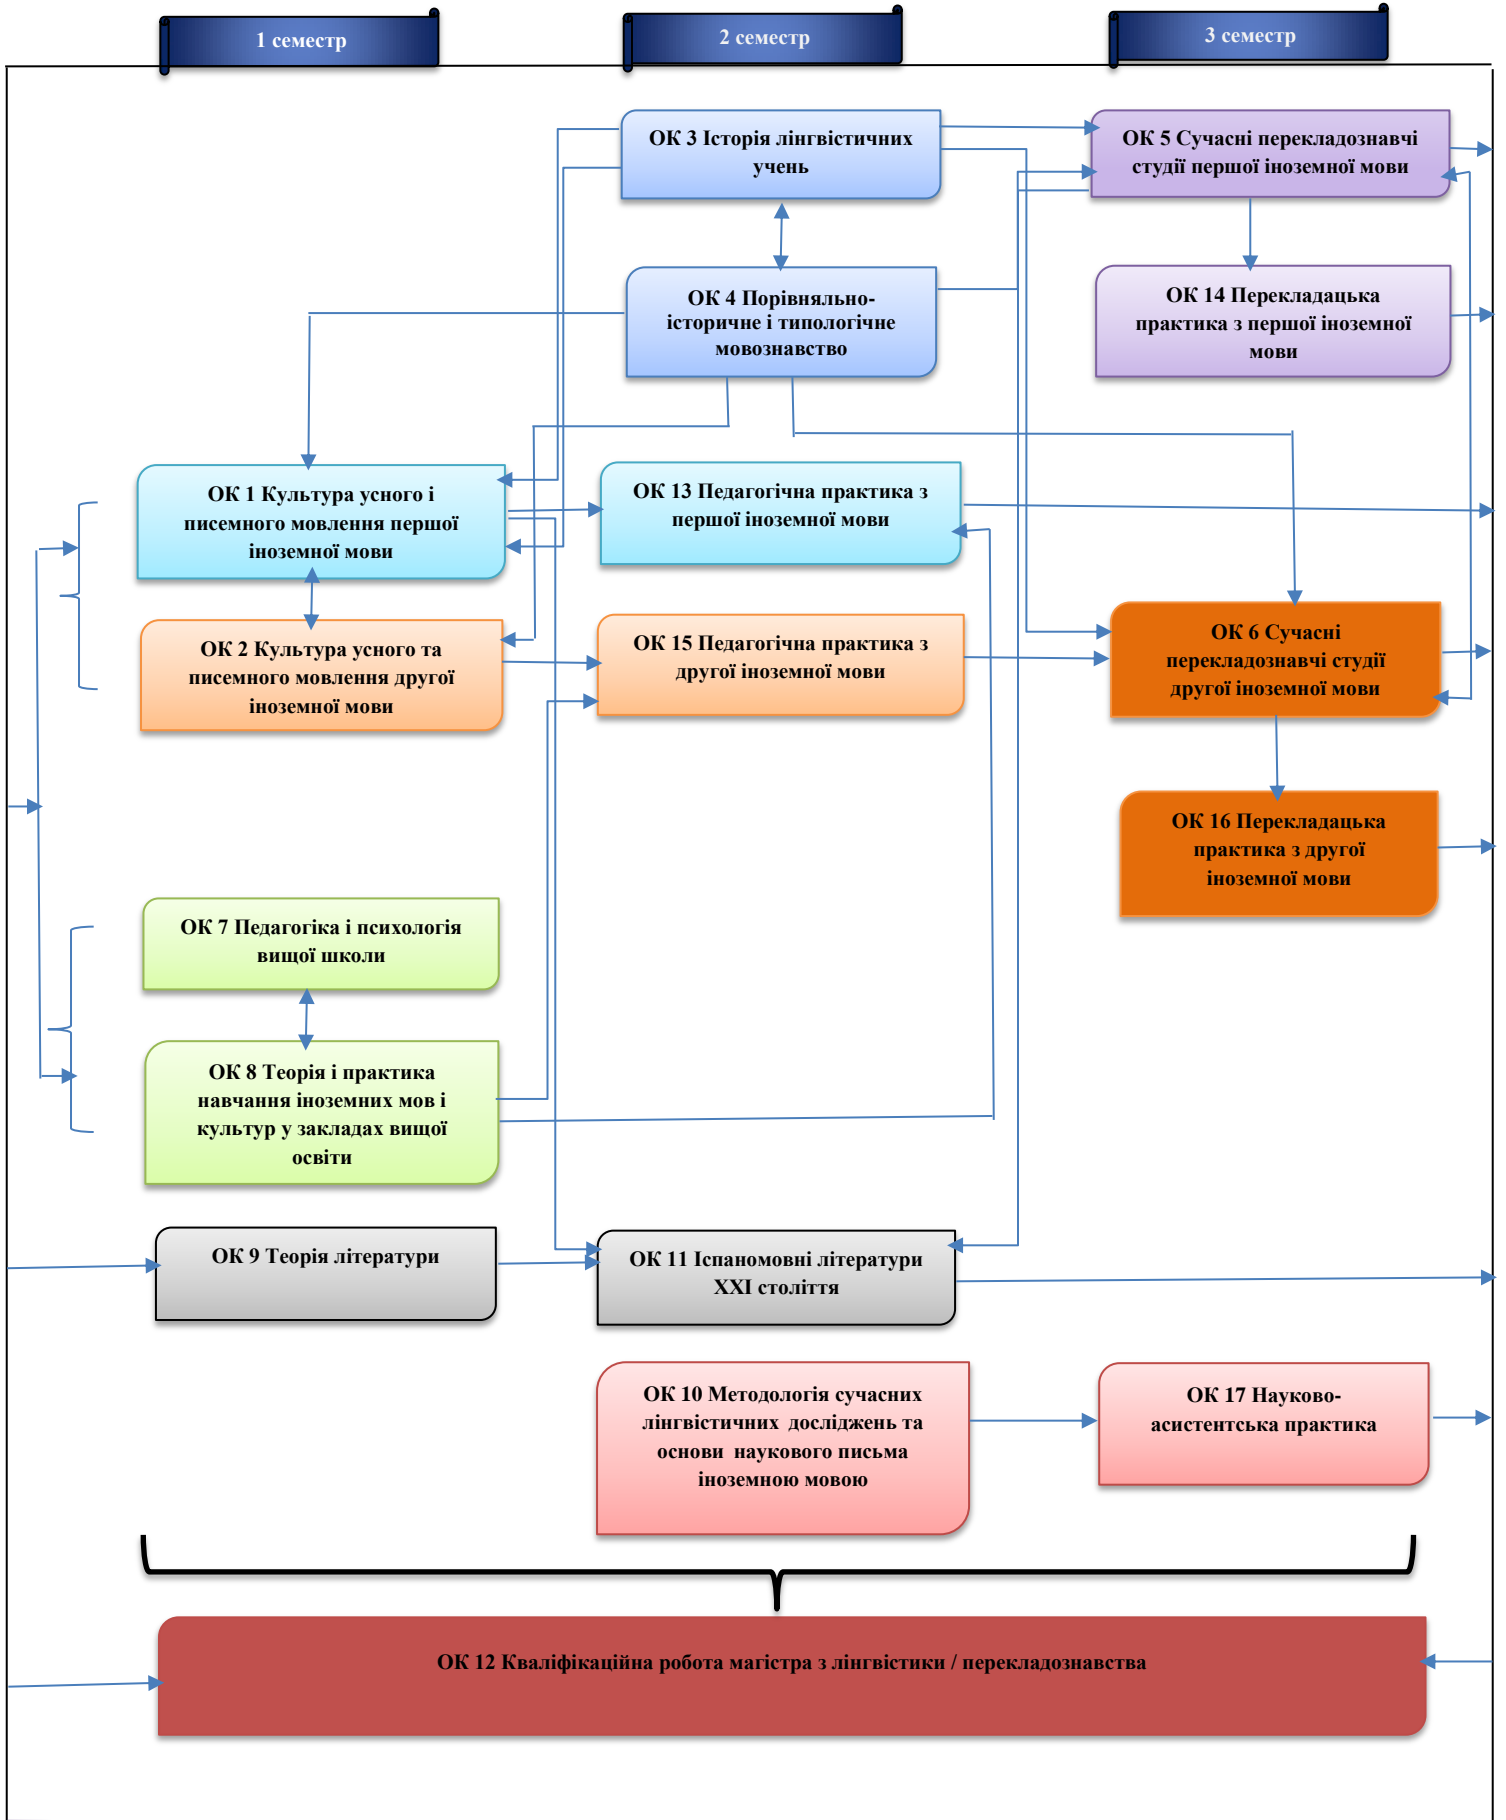 1 семестр
2 семестр
3 семестр
ОК 3 Історія лінгвістичних
учень
ОК 5 Сучасні перекладознавчі
студії першої іноземної мови
ОК 4 Порівняльно-
історичне і типологічне
мовознавство
ОК 14 Перекладацька
практика з першої іноземної
мови
ОК 1 Культура усного і
писемного мовлення першої
іноземної мови
ОК 13 Педагогічна практика з
першої іноземної мови
ОК 2 Культура усного та
писемного мовлення другої
іноземної мови
ОК 15 Педагогічна практика з
другої іноземної мови
ОК 6 Сучасні
перекладознавчі студії
другої іноземної мови
ОК 16 Перекладацька
практика з другої
іноземної мови
ОК 7 Педагогіка і психологія
вищої школи
ОК 8 Теорія і практика
навчання іноземних мов і
культур у закладах вищої
освіти
ОК 9 Теорія літератури
ОК 11 Іспаномовні літератури
ХХІ століття
ОК 10 Методологія сучасних
лінгвістичних досліджень та
основи наукового письма
іноземною мовою
ОК 17 Науково-
асистентська практика
ОК 12 Кваліфікаційна робота магістра з лінгвістики / перекладознавства